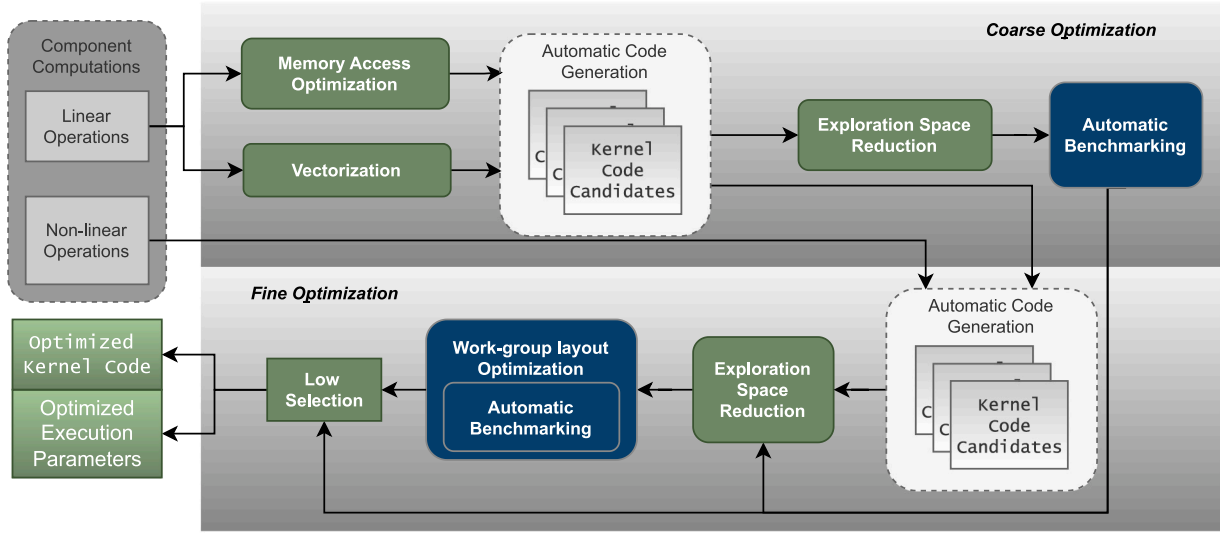 Component
Computations
Linear
Operations
Non-linear
Operations
Coarse Optimization
Memory Access
Optimization
Vectorization
Automatic Code
Generation
C
C
Kernel
Code
Candidates
Exploration Space
Reduction
Automatic
Benchmarking
Fine Optimization
Automatic Code
Generation
C
C
Kernel
Code
Candidates
Exploration
Space
Reduction
Work-group layout
Optimization
Automatic
Benchmarking
Low
Selection
Optimized
Kernel Code
Optimized
Execution
Parameters